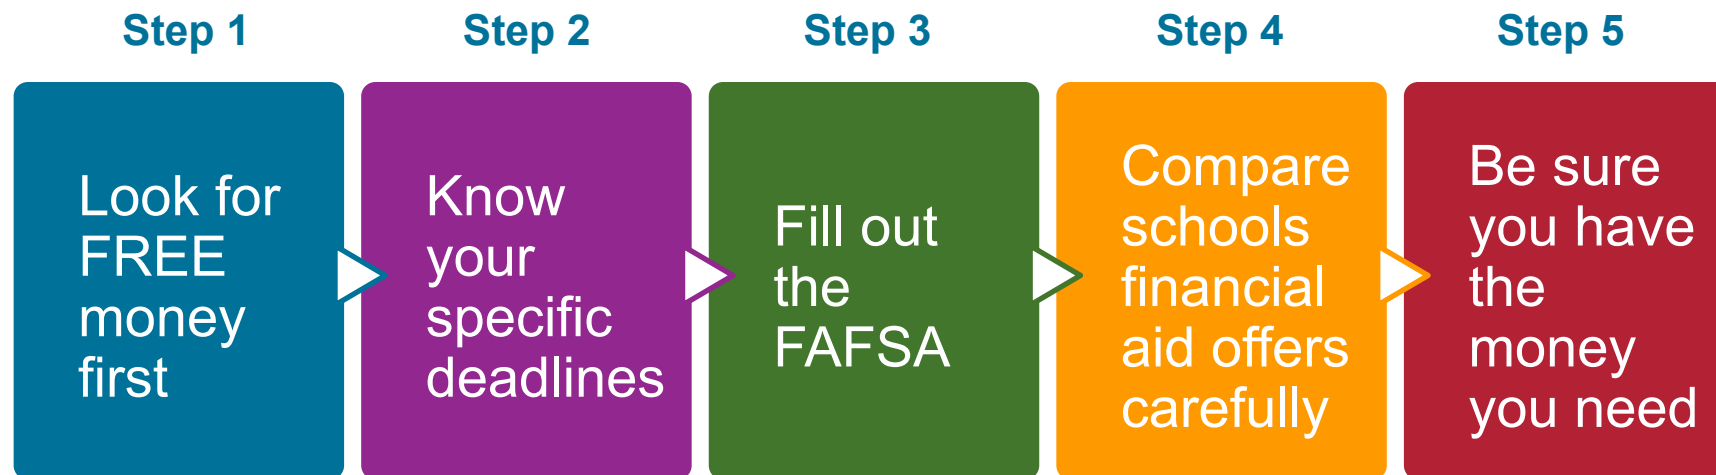 Step 1
Step 2
Step 3
Step 4
Step 5
Look for
FREE
money
first
Know
your
specific
deadlines
Fill out
the
FAFSA
Compare
schools
financial
aid offers
carefully
Be sure
you have
the
money
you need